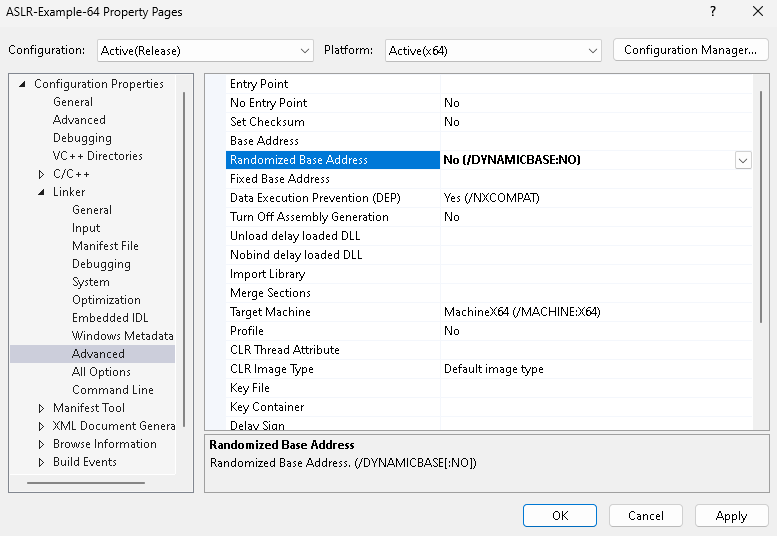 ASLR-Example-64 Property Pages
Configuration: Active(Release) Platform: Active(x64) Configuration Manager...
Configuration Properties
General
Advanced
Debugging
VC++ Directories
C/C++
Linker
General
Input
Manifest File
Debugging
System
Optimization
Embedded IDL
Windows Metadata
Advanced
All Options
Command Line
Manifest Tool
XML Document Genera
Browse Information
Build Events
Entry Point
No Entry Point No
Set Checksum No
Base Address
Randomized Base Address No (/DYNAMICBASE:NO)
Fixed Base Address
Data Execution Prevention (DEP) Yes (/NXCOMPAT)
Turn Off Assembly Generation No
Unload delay loaded DLL
Nobind delay loaded DLL
Import Library
Merge Sections
Target Machine MachineX64 (/MACHINE:X64)
Profile No
CLR Thread Attribute
CLR Image Type Default image type
Key File
Key Container
Delay Sign
Randomized Base Address
Randomized Base Address. (/DYNAMICBASE[:NO])
OK Cancel Apply